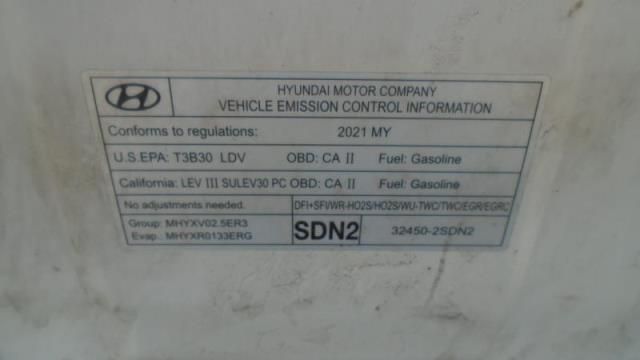 HYUNDAI MOTOR COMPANY
VEHICLE EMISSION CONTROL INFORMATION
Conforms to regulations: 2021 MY
U.S.EPA: T3B30 LDV OBD: CA II Fuel: Gasoline
California: LEV III SULEV30 PC OBD: CA II Fuel: Gasoline
No adjustments needed. DFI+SFI/WR-HO2S/HO2S/WU-TWC/TWC/EGR/EGRC
Group: MHYXV02.5ER3
Evap.: MHYXR0133ERG
SDN2 32450-2SDN2